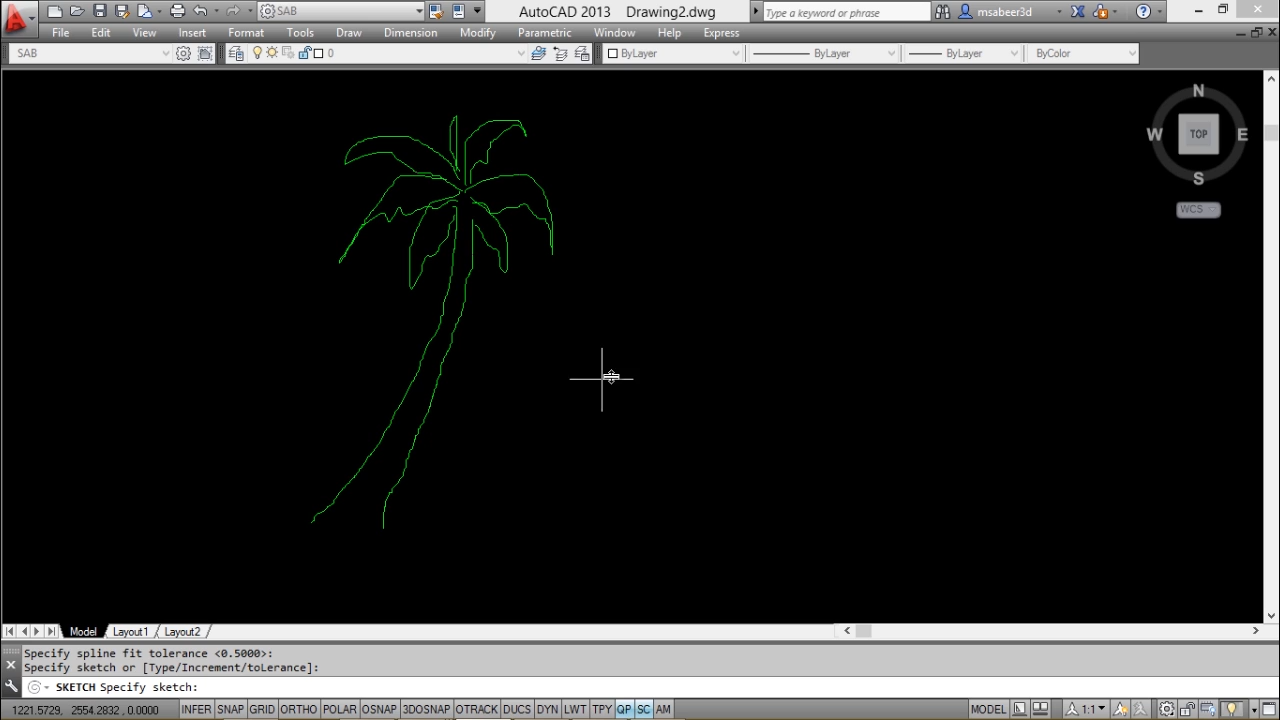 SAB AutoCAD 2013 Drawing2.dwg Type a keyword or phrase msabeer3d
File Edit View Insert Format Tools Draw Dimension Modify Parametric Window Help Express
SAB 0 ByLayer ByLayer ByLayer ByColor
N
W TOP E
S
WCS
Model Layout1 Layout2
Specify spline fit tolerance <0.5000>:
Specify sketch or [Type/Increment/toLerance]:
SKETCH Specify sketch:
1221.5729, 2554.2832, 0.0000 INFER SNAP GRID ORTHO POLAR OSNAP 3DOSNAP OTRACK DUCS DYN LWT TPY QP SC AM MODEL 1:1